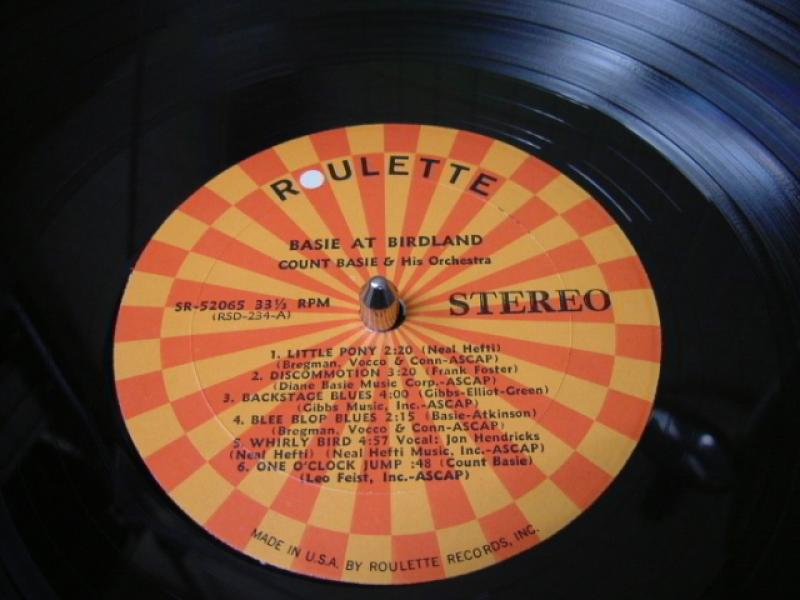 ROULETTE
BASIE AT BIRDLAND
COUNT BASIE & His Orchestra
SR-52065 33⅓ RPM
(RSD-234-A)
STEREO
1. LITTLE PONY 2:20 (Neal Hefti)
(Bregman, Vocco & Conn-ASCAP)
2. DISCOMMOTION 3:20 (Frank Foster)
(Diane Basie Music Corp.-ASCAP)
3. BACKSTAGE BLUES 4:00 (Gibbs-Elliot-Green)
(Gibbs Music, Inc.-ASCAP)
4. BLEE BLOP BLUES 2:15 (Basie-Atkinson)
(Bregman, Vocco & Conn-ASCAP)
5. WHIRLY BIRD 4:57 Vocal: Jon Hendricks
(Neal Hefti) (Neal Hefti Music, Inc.-ASCAP)
6. ONE O'CLOCK JUMP :48 (Count Basie)
(Leo Feist, Inc.-ASCAP)
MADE IN U.S.A. BY ROULETTE RECORDS, INC.